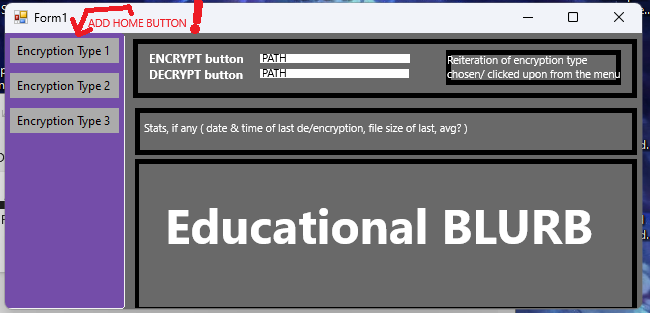 Form1
ADD HOME BUTTON !
Encryption Type 1
Encryption Type 2
Encryption Type 3
ENCRYPT button PATH
DECRYPT button PATH
Reiteration of encryption type
chosen/ clicked upon from the menu
Stats, if any ( date & time of last de/encryption, file size of last, avg? )
Educational BLURB